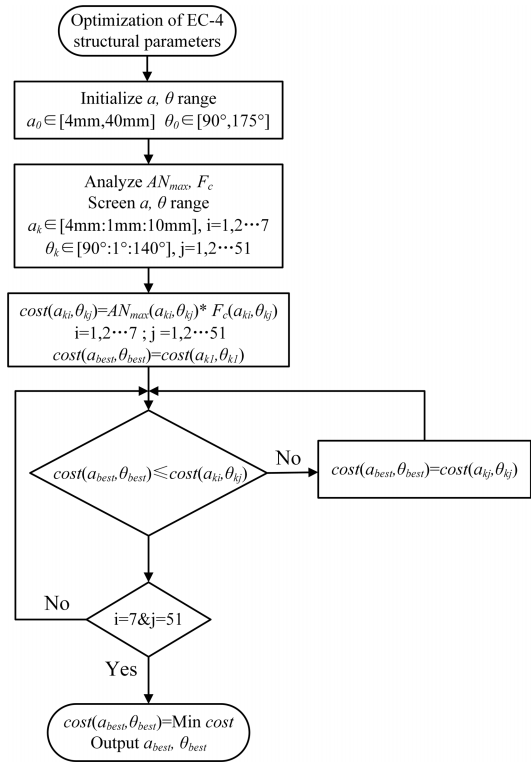 Optimization of EC-4
structural parameters
Initialize a, θ range
a₀∈[4mm,40mm] θ₀∈[90°,175°]
Analyze ANmax, Fc
Screen a, θ range
ak∈[4mm:1mm:10mm], i=1,2⋯7
θk∈[90°:1°:140°], j=1,2⋯51
cost(aki,θkj)=ANmax(aki,θkj)* Fc(aki,θkj)
i=1,2⋯7 ; j =1,2⋯51
cost(abest,θbest)=cost(ak1,θk1)
cost(abest,θbest)≤cost(aki,θkj)
No
cost(abest,θbest)=cost(akj,θkj)
i=7&j=51
No
Yes
cost(abest,θbest)=Min cost
Output abest, θbest